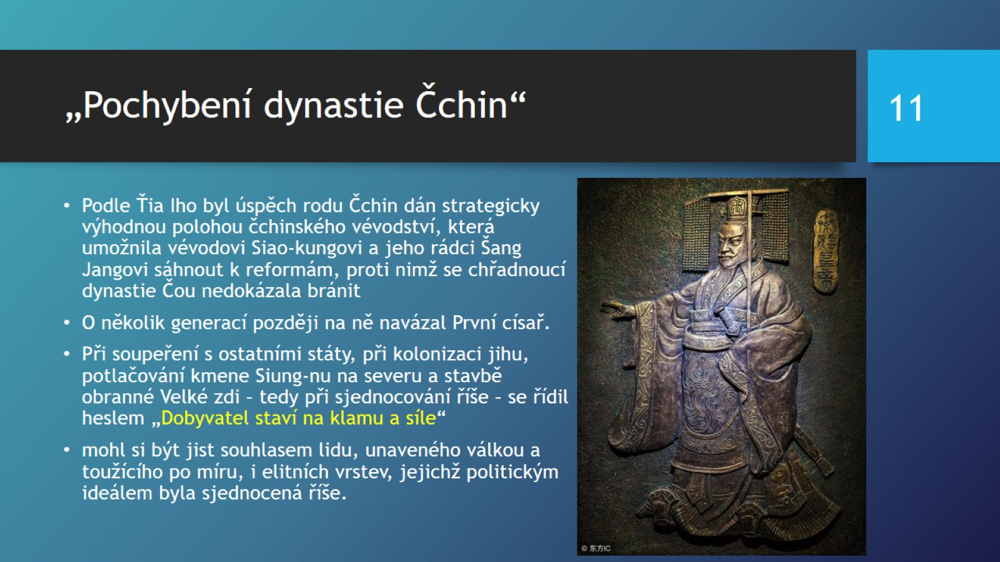 „Pochybení dynastie Čchin“
11
• Podle Ťia Iho byl úspěch rodu Čchin dán strategicky
výhodnou polohou čchinského vévodství, která
umožnila vévodovi Siao-kungovi a jeho rádci Šang
Jangovi sáhnout k reformám, proti nimž se chřadnoucí
dynastie Čou nedokázala bránit
• O několik generací později na ně navázal První císař.
• Při soupeření s ostatními státy, při kolonizaci jihu,
potlačování kmene Siung-nu na severu a stavbě
obranné Velké zdi – tedy při sjednocování říše – se řídil
heslem „Dobyvatel staví na klamu a síle“
• mohl si být jist souhlasem lidu, unaveného válkou a
toužícího po míru, i elitních vrstev, jejichž politickým
ideálem byla sjednocená říše.
© 东方IC